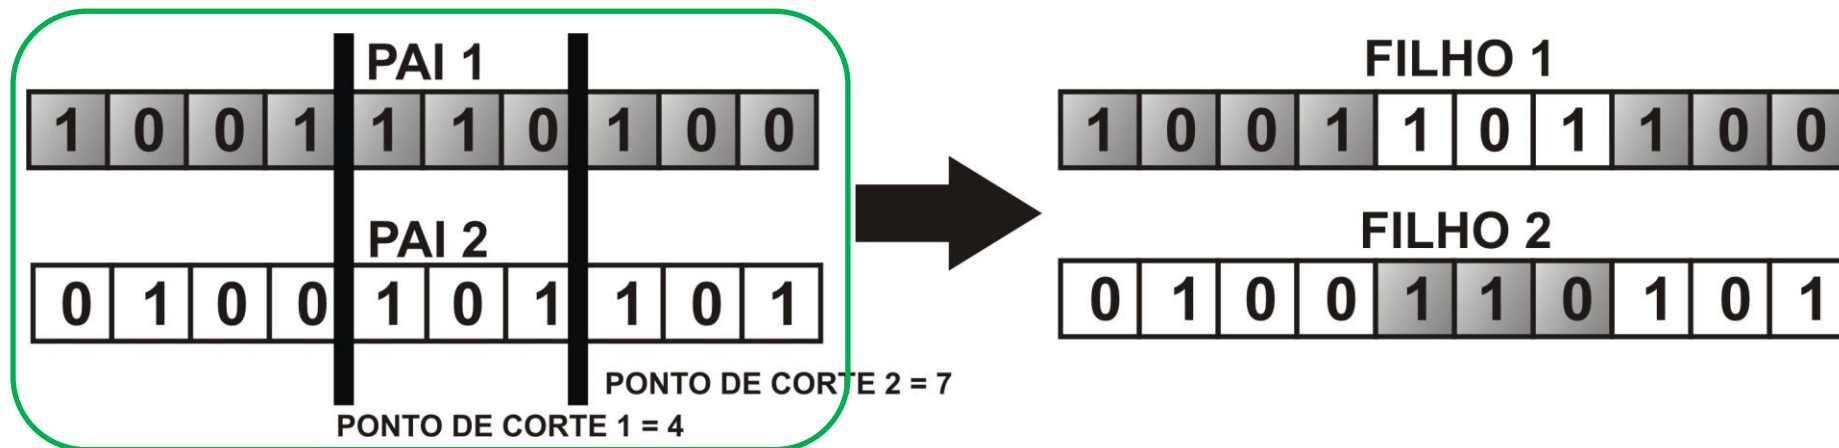 PAI 1
1 0 0 1 1 1 0 1 0 0
PAI 2
0 1 0 0 1 0 1 1 0 1
PONTO DE CORTE 2 = 7
PONTO DE CORTE 1 = 4
FILHO 1
1 0 0 1 1 0 1 1 0 0
FILHO 2
0 1 0 0 1 1 0 1 0 1